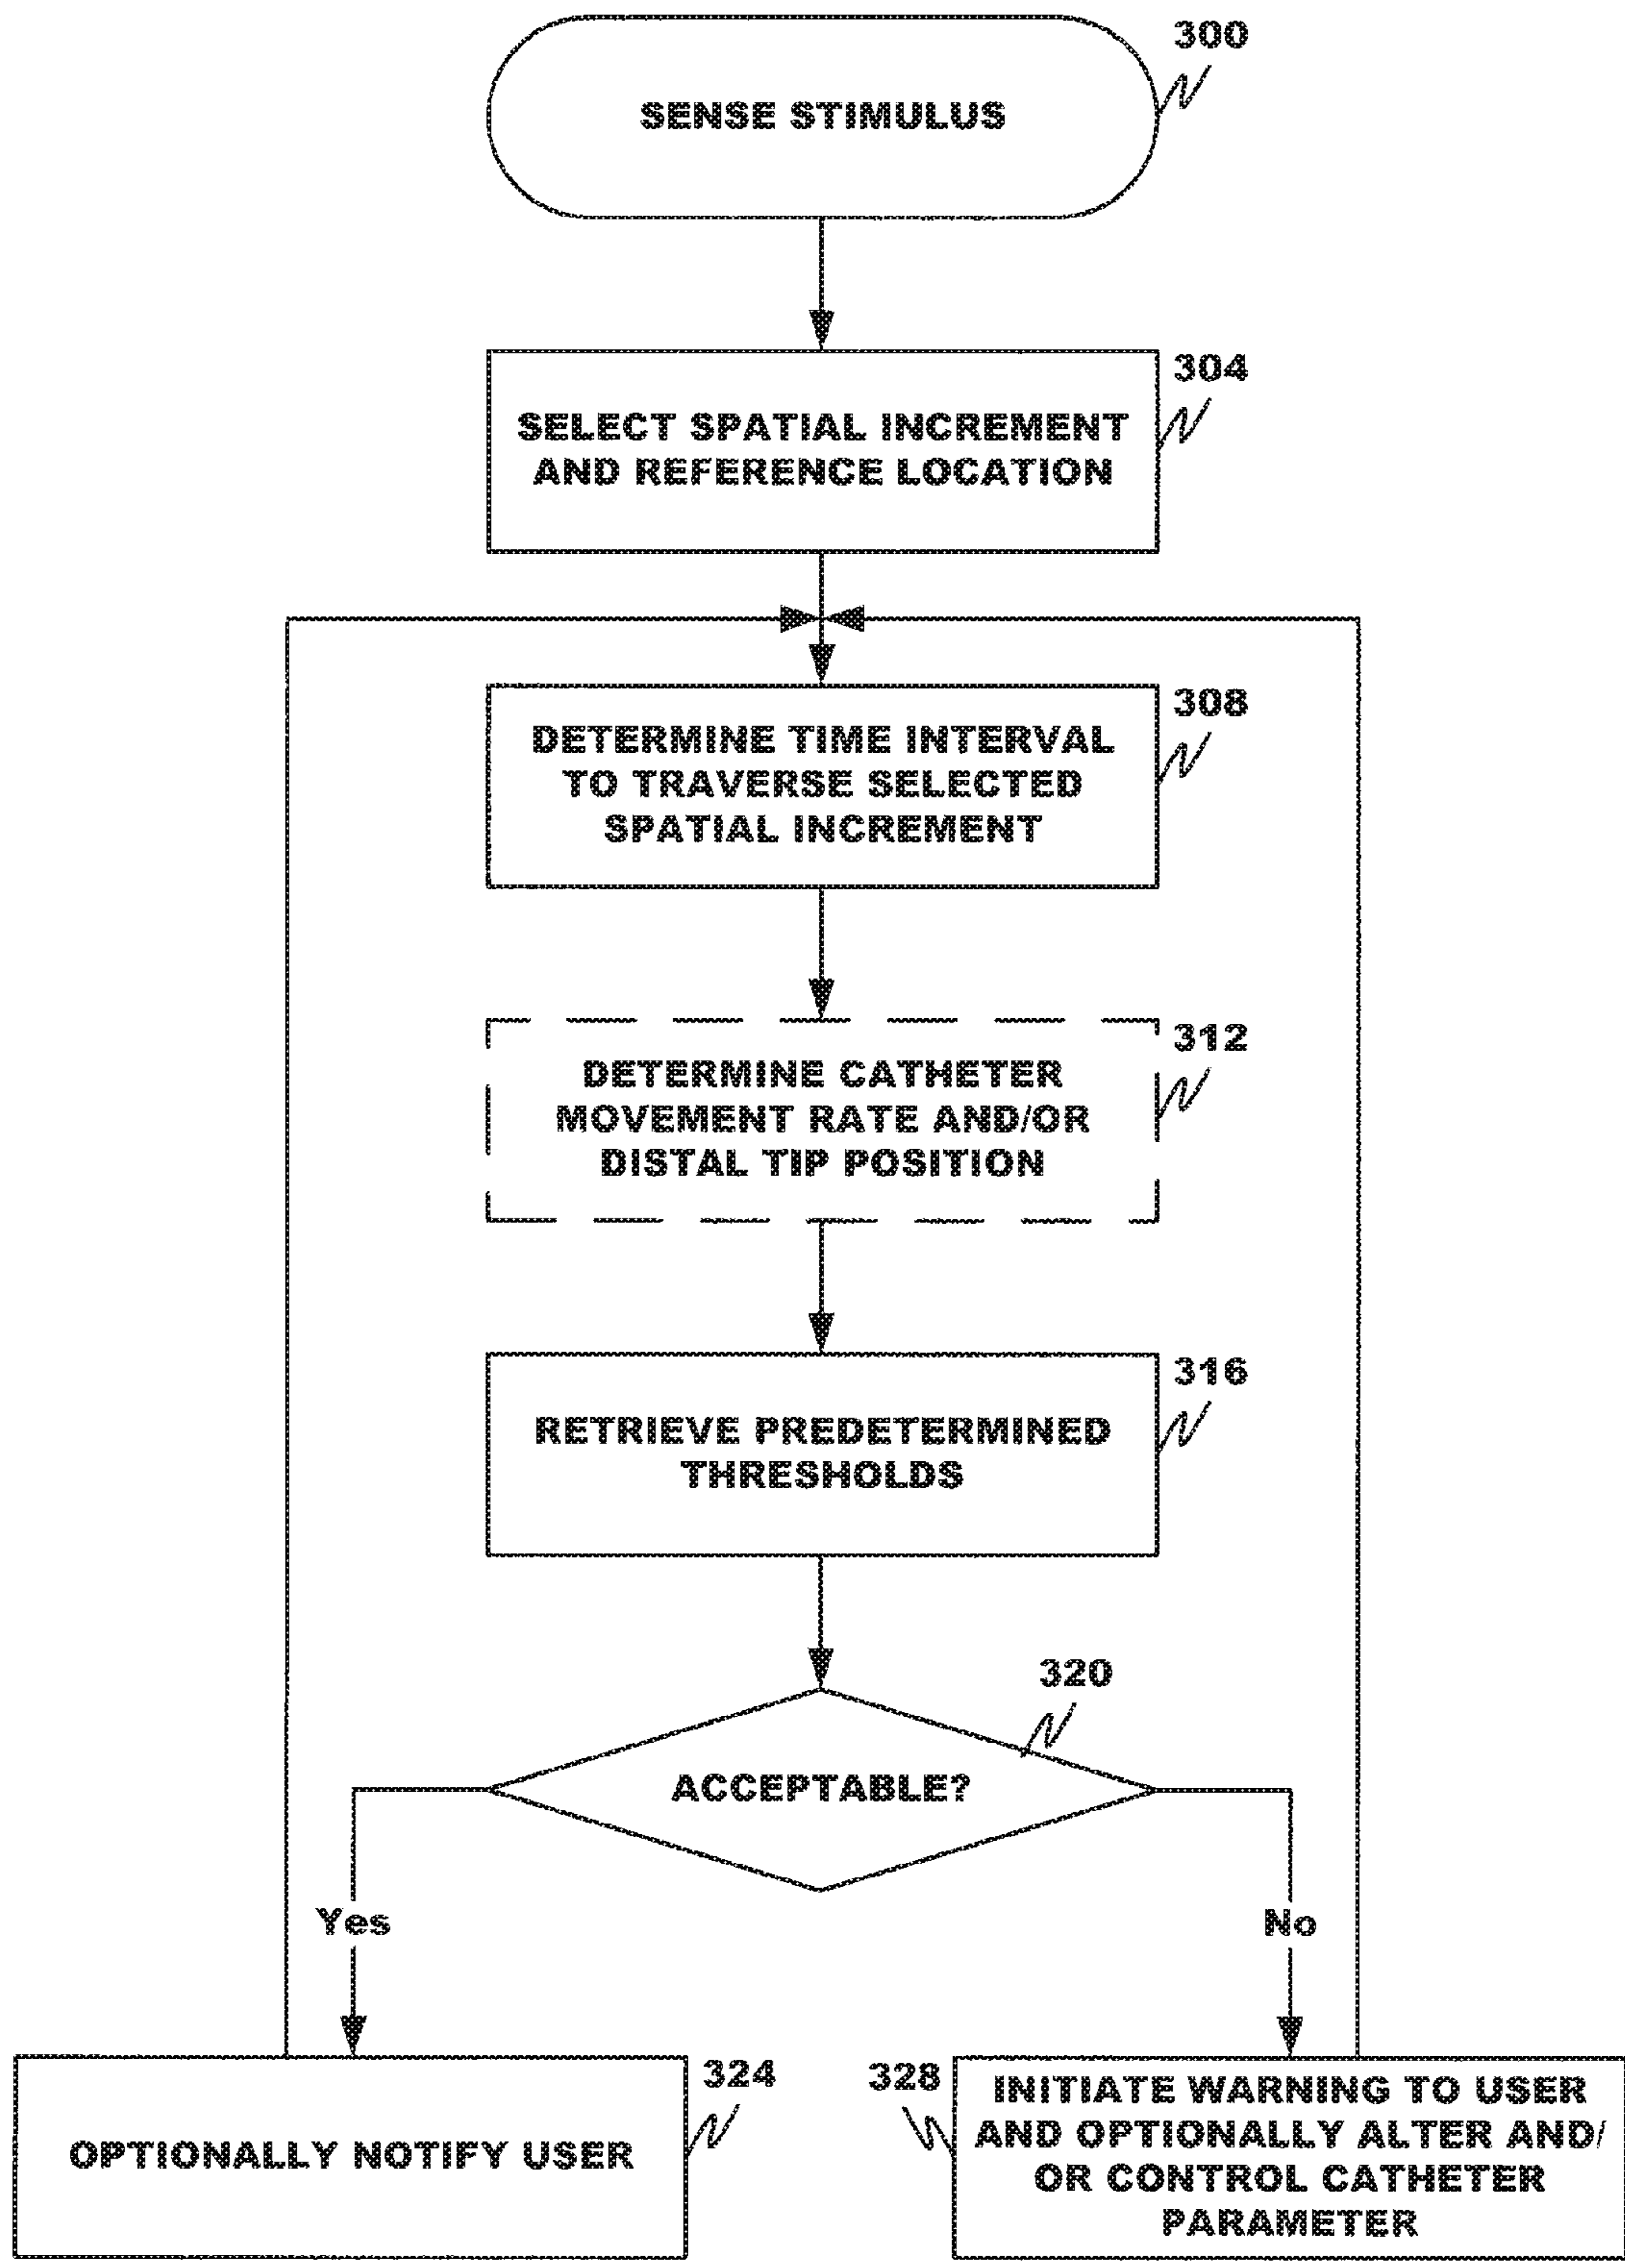 300
SENSE STIMULUS
304
SELECT SPATIAL INCREMENT
AND REFERENCE LOCATION
308
DETERMINE TIME INTERVAL
TO TRAVERSE SELECTED
SPATIAL INCREMENT
312
DETERMINE CATHETER
MOVEMENT RATE AND/OR
DISTAL TIP POSITION
316
RETRIEVE PREDETERMINED
THRESHOLDS
320
ACCEPTABLE?
Yes
No
324
OPTIONALLY NOTIFY USER
328
INITIATE WARNING TO USER
AND OPTIONALLY ALTER AND/
OR CONTROL CATHETER
PARAMETER